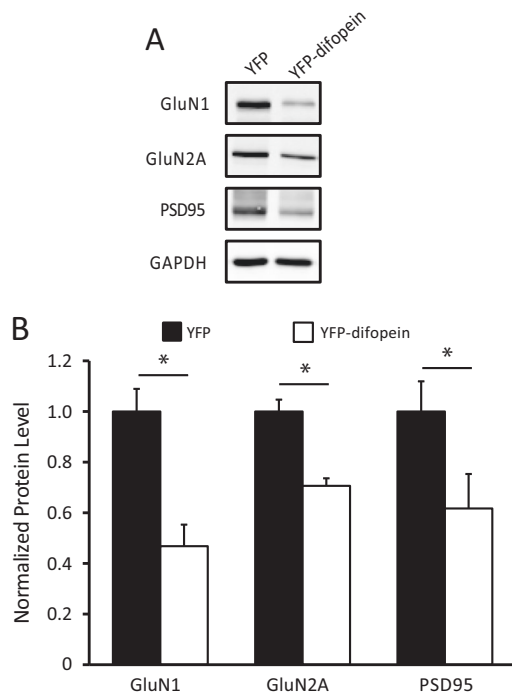 A
YFP YFP-difopein
GluN1
GluN2A
PSD95
GAPDH
B
YFP YFP-difopein
* * *
Normalized Protein Level
1.2
1.0
0.8
0.6
0.4
0.2
0
GluN1 GluN2A PSD95